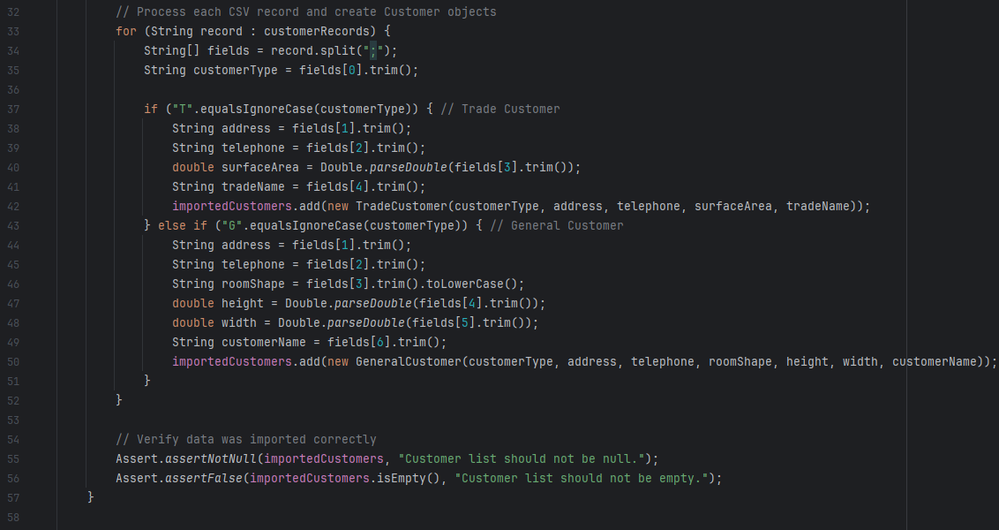 32 // Process each CSV record and create Customer objects
33 for (String record : customerRecords) {
34 String[] fields = record.split(";");
35 String customerType = fields[0].trim();
36
37 if ("T".equalsIgnoreCase(customerType)) { // Trade Customer
38 String address = fields[1].trim();
39 String telephone = fields[2].trim();
40 double surfaceArea = Double.parseDouble(fields[3].trim());
41 String tradeName = fields[4].trim();
42 importedCustomers.add(new TradeCustomer(customerType, address, telephone, surfaceArea, tradeName));
43 } else if ("G".equalsIgnoreCase(customerType)) { // General Customer
44 String address = fields[1].trim();
45 String telephone = fields[2].trim();
46 String roomShape = fields[3].trim().toLowerCase();
47 double height = Double.parseDouble(fields[4].trim());
48 double width = Double.parseDouble(fields[5].trim());
49 String customerName = fields[6].trim();
50 importedCustomers.add(new GeneralCustomer(customerType, address, telephone, roomShape, height, width, customerName));
51 }
52 }
53
54 // Verify data was imported correctly
55 Assert.assertNotNull(importedCustomers, "Customer list should not be null.");
56 Assert.assertFalse(importedCustomers.isEmpty(), "Customer list should not be empty.");
57 }
58